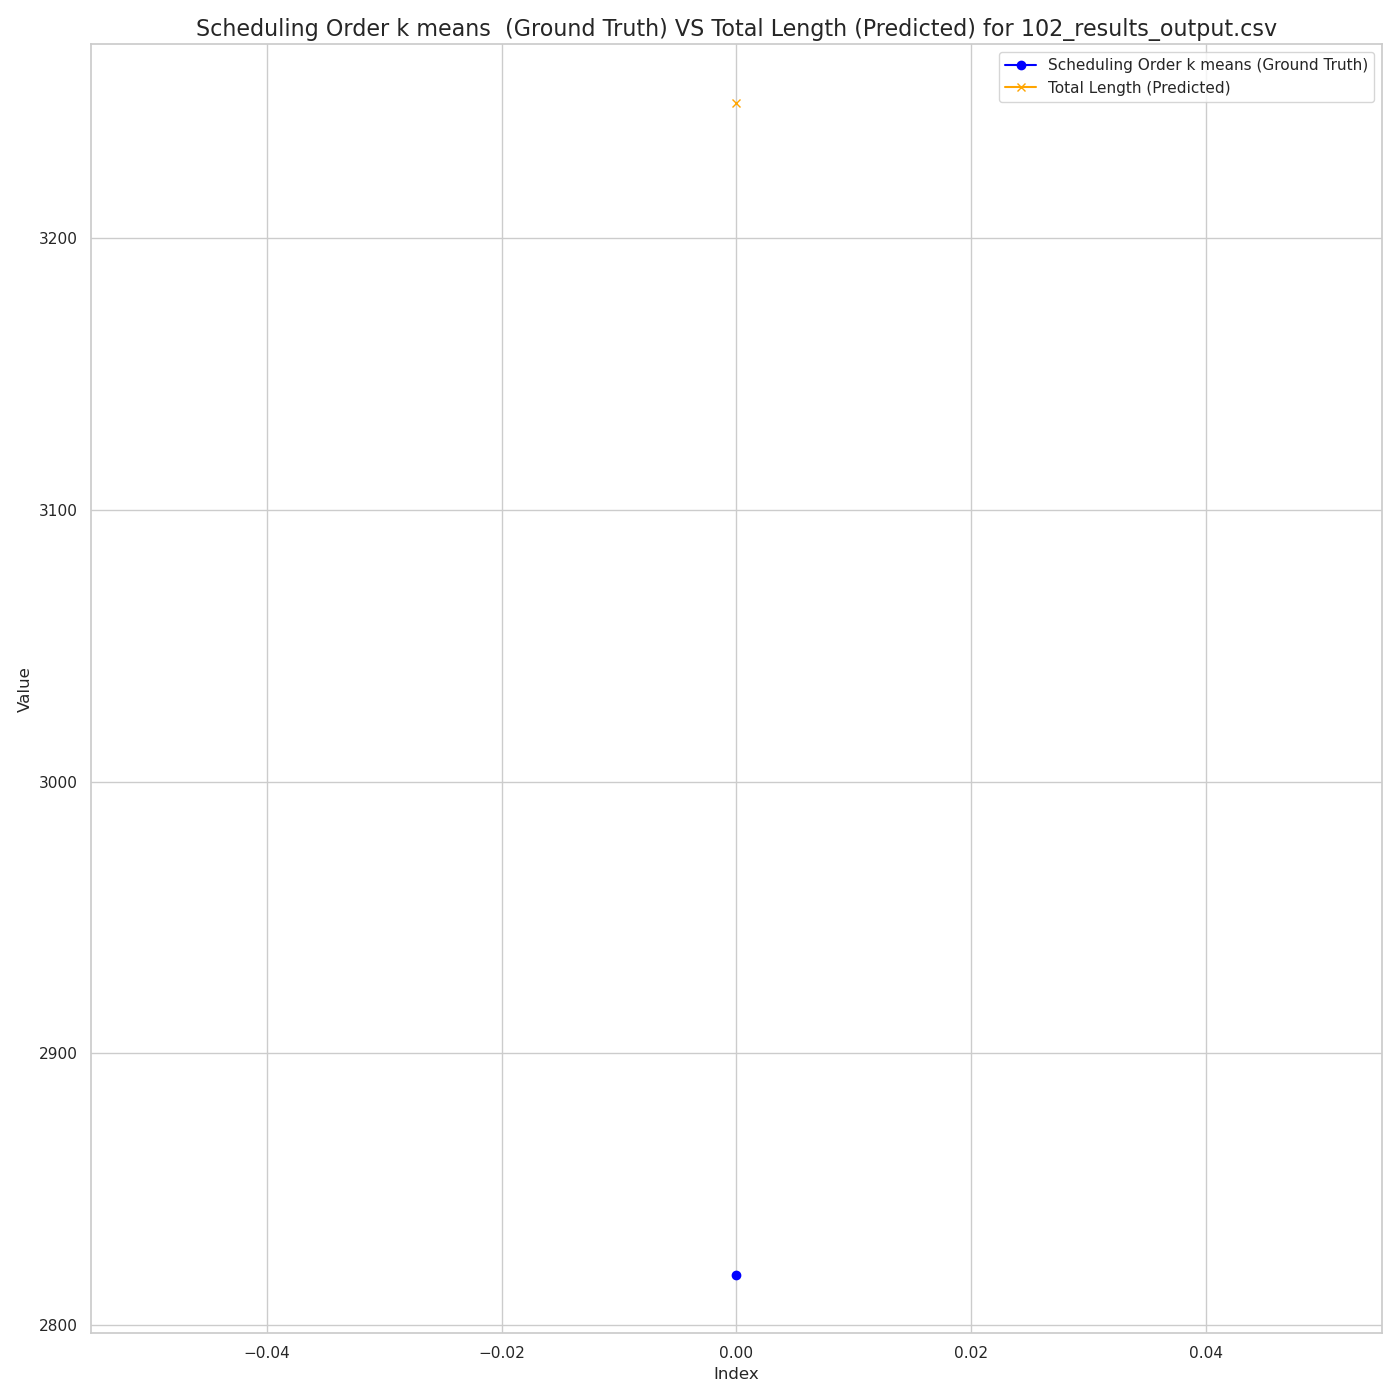 Scheduling Order k means  (Ground Truth) VS Total Length (Predicted) for 102_results_output.csv
Scheduling Order k means (Ground Truth)
Total Length (Predicted)
3200
3100
3000
2900
2800
Value
−0.04
−0.02
0.00
0.02
0.04
Index